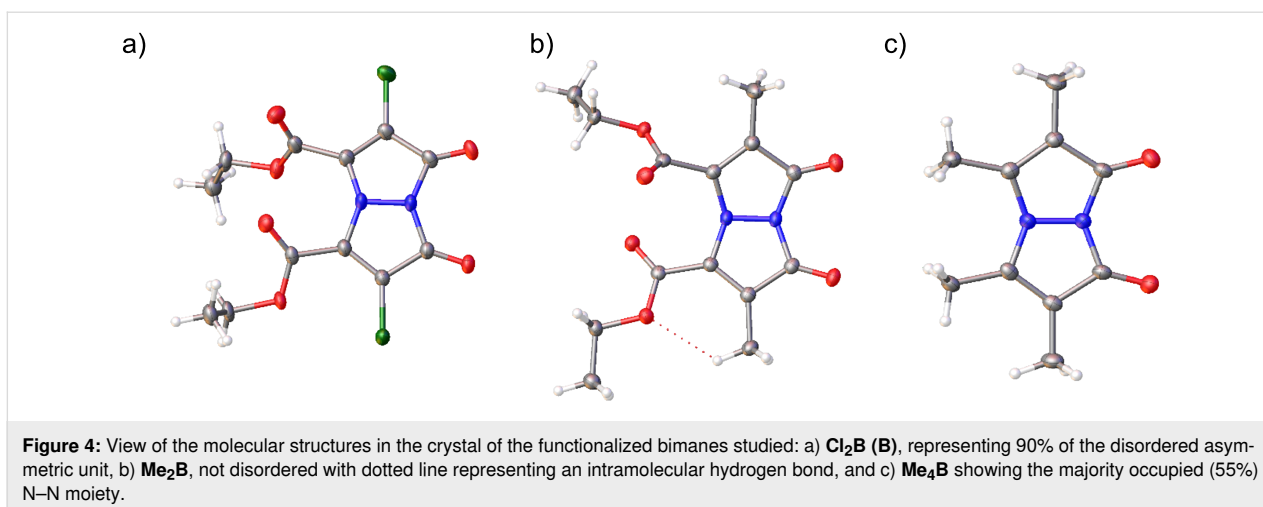 a)
b)
c)
Figure 4: View of the molecular structures in the crystal of the functionalized bimanes studied: a) Cl2B (B), representing 90% of the disordered asym-
metric unit, b) Me2B, not disordered with dotted line representing an intramolecular hydrogen bond, and c) Me4B showing the majority occupied (55%)
N–N moiety.